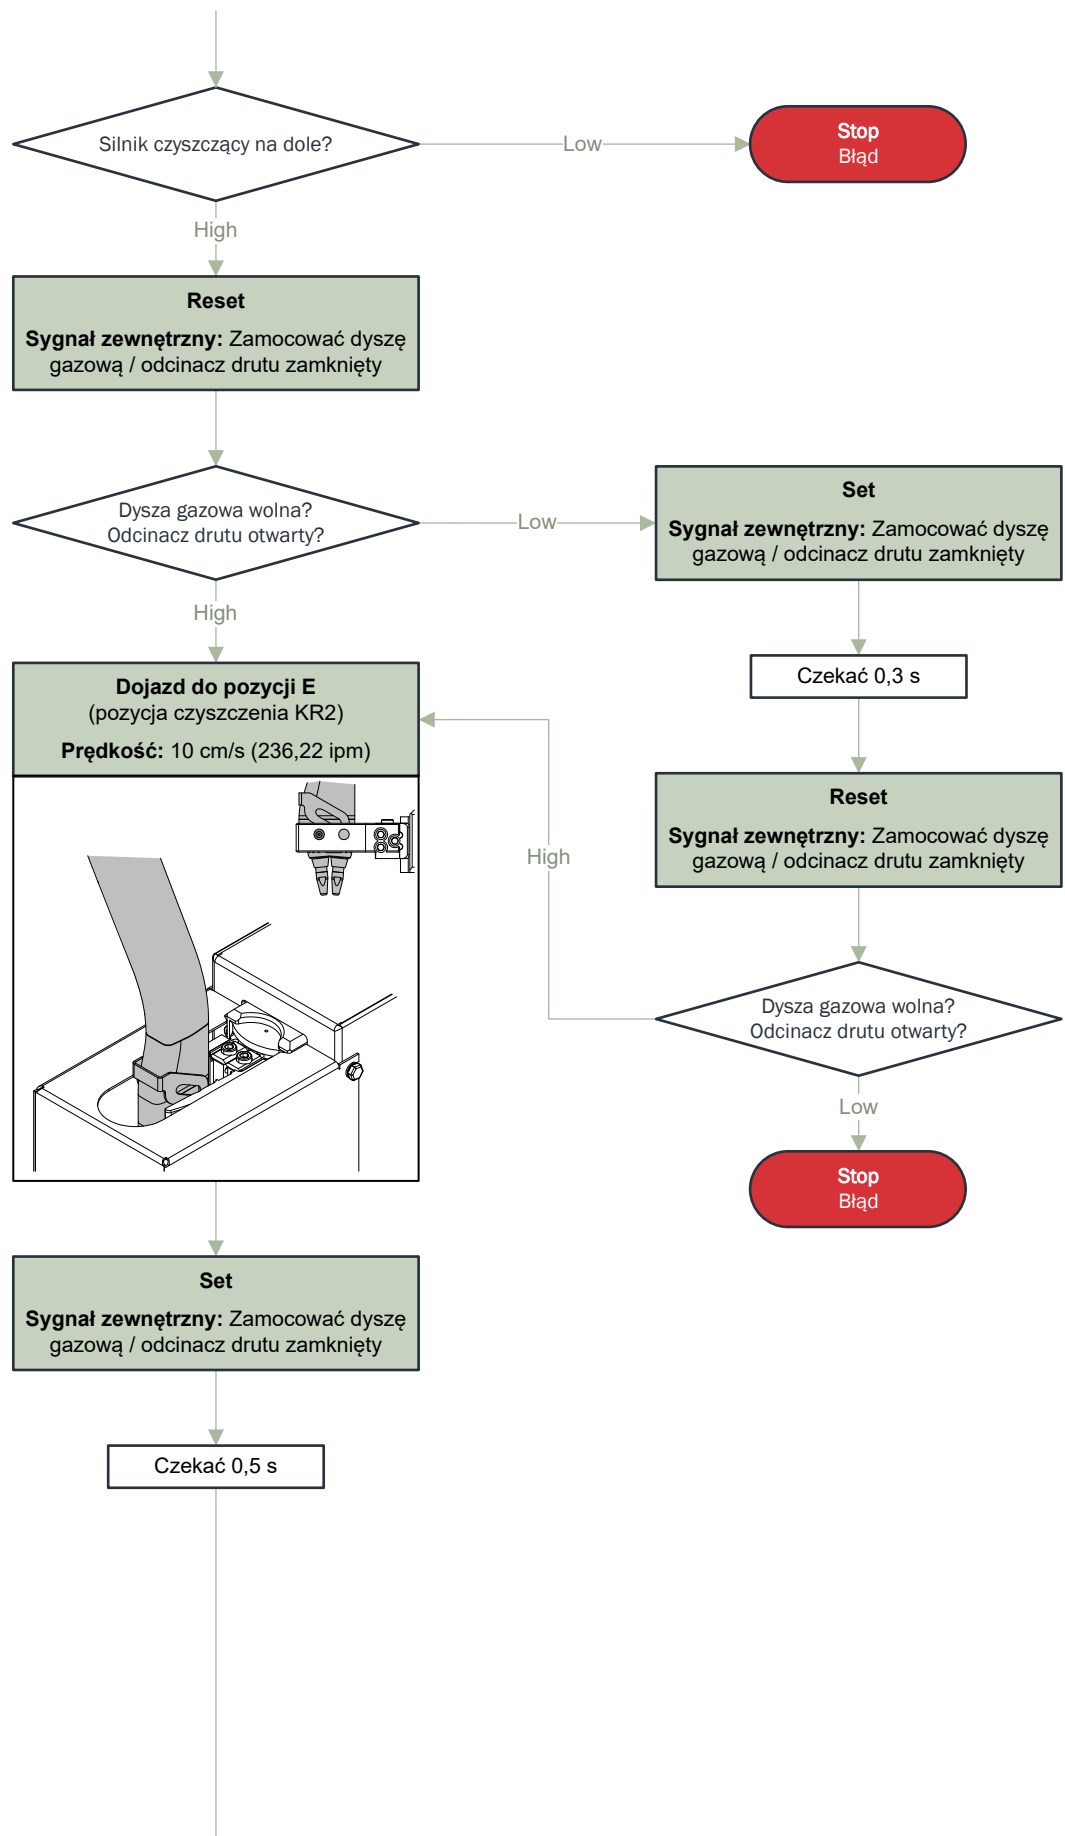 Silnik czyszczący na dole?
Low
Stop
Błąd
High
Reset
Sygnał zewnętrzny: Zamocować dyszę
gazową / odcinacz drutu zamknięty
Dysza gazowa wolna?
Odcinacz drutu otwarty?
Low
Set
Sygnał zewnętrzny: Zamocować dyszę
gazową / odcinacz drutu zamknięty
High
Czekać 0,3 s
Dojazd do pozycji E
(pozycja czyszczenia KR2)
Prędkość: 10 cm/s (236,22 ipm)
Reset
Sygnał zewnętrzny: Zamocować dyszę
gazową / odcinacz drutu zamknięty
High
Dysza gazowa wolna?
Odcinacz drutu otwarty?
Low
Stop
Błąd
Set
Sygnał zewnętrzny: Zamocować dyszę
gazową / odcinacz drutu zamknięty
Czekać 0,5 s